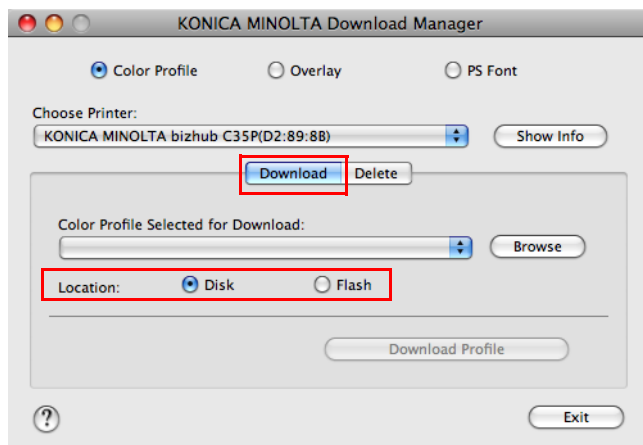 KONICA MINOLTA Download Manager
Color Profile Overlay PS Font
Choose Printer:
KONICA MINOLTA bizhub C35P(D2:89:8B) Show Info
Download Delete
Color Profile Selected for Download:
Browse
Location: Disk Flash
Download Profile
? Exit